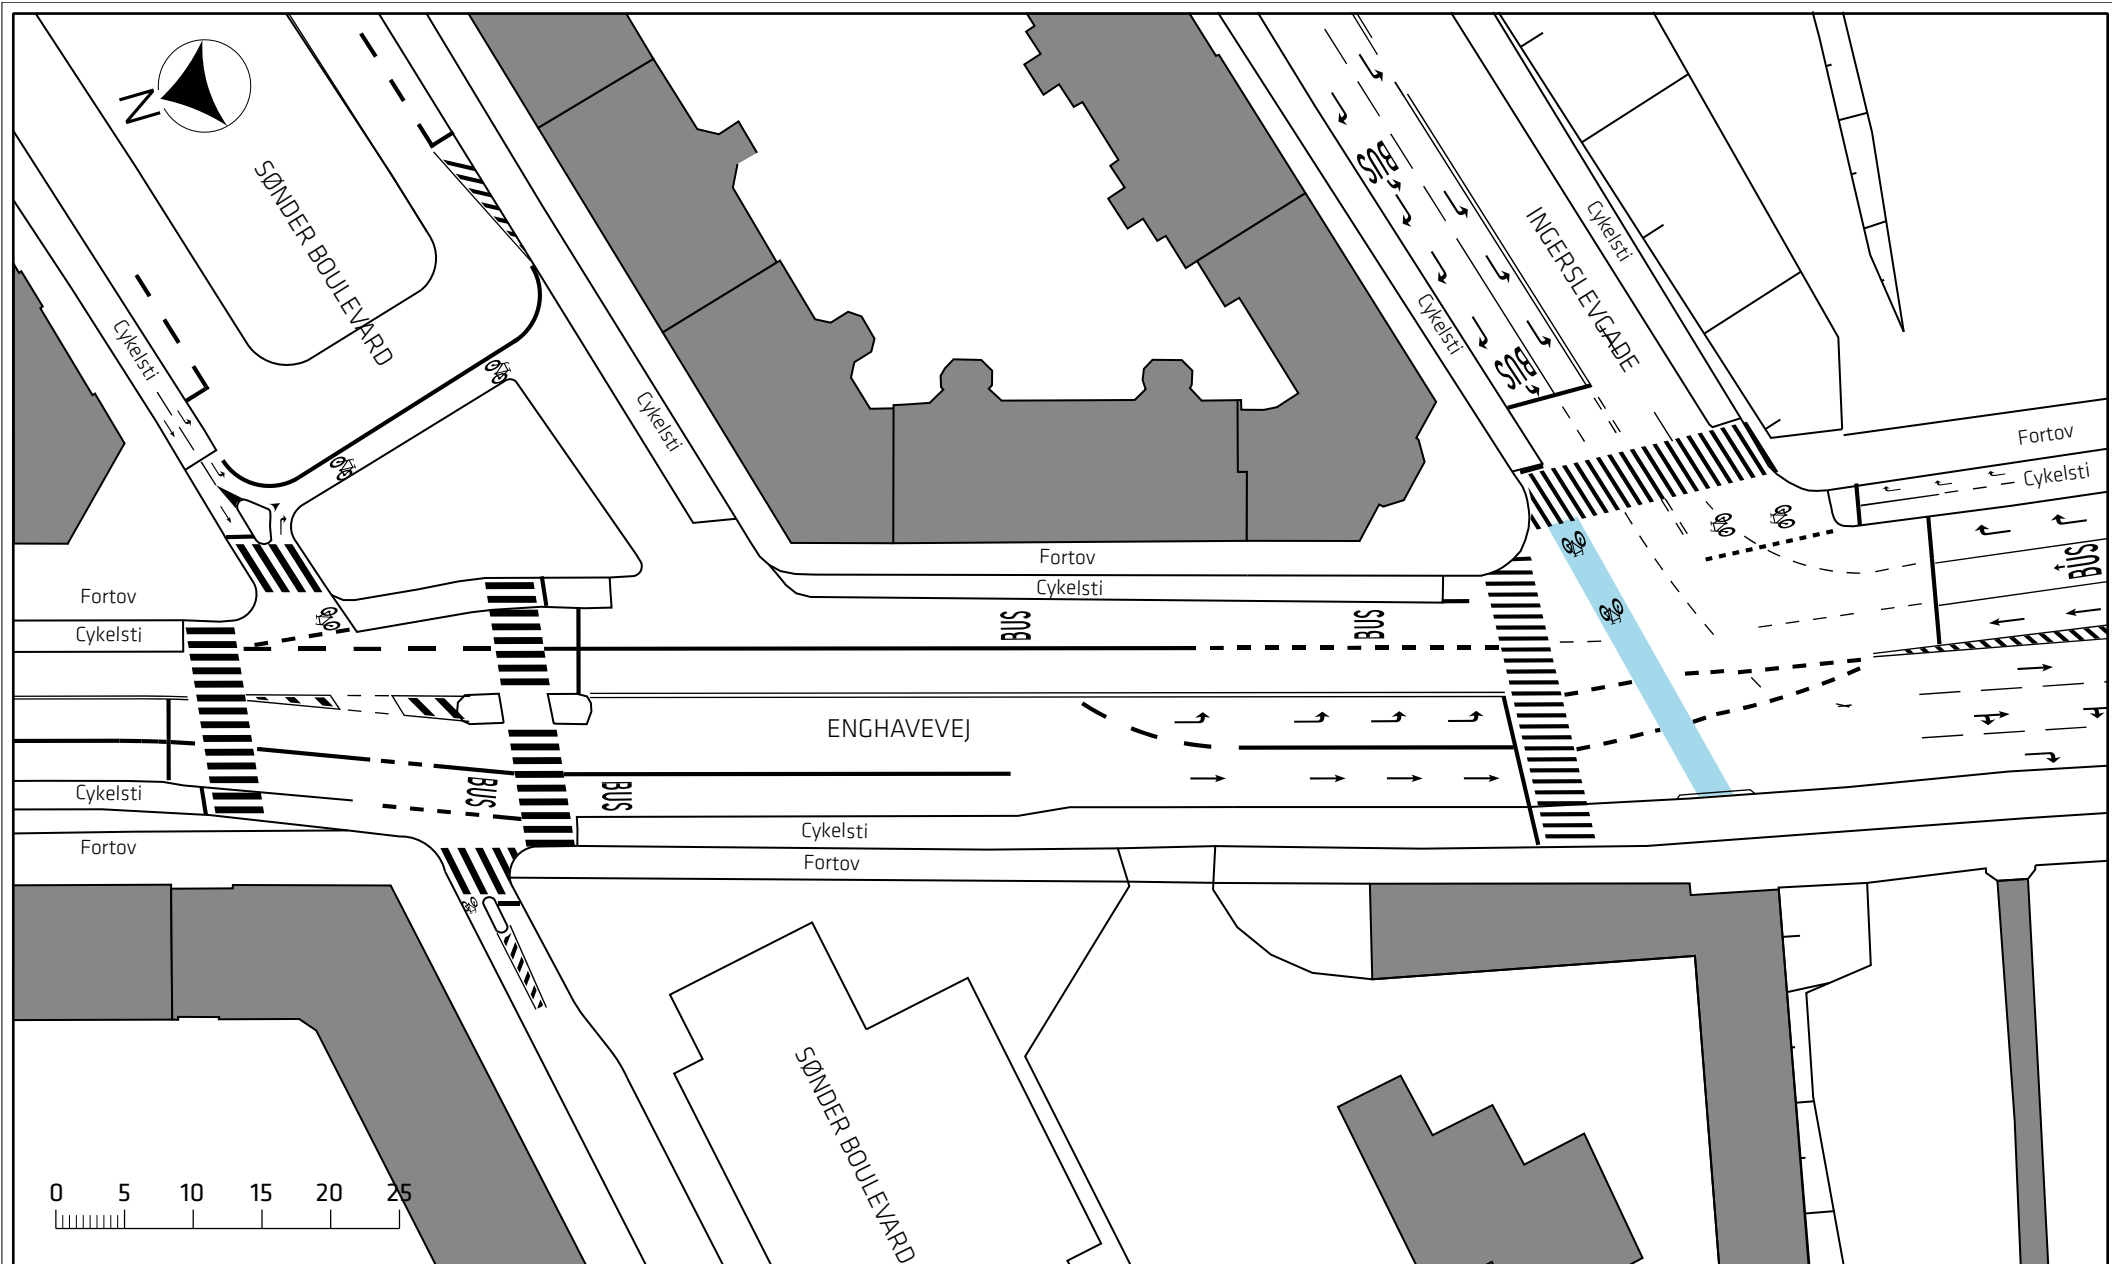 N
SØNDER BOULEVARD
Cykelsti
Cykelsti
BUS
BUS
INGERSLEVGADE
Cykelsti
Cykelsti
Fortov
Cykelsti
BUS
Fortov
Cykelsti
Fortov
Cykelsti
BUS
BUS
ENGHAVEVEJ
Cykelsti
Fortov
BUS
BUS
Cykelsti
Fortov
SØNDER BOULEVARD
0 5 10 15 20 25